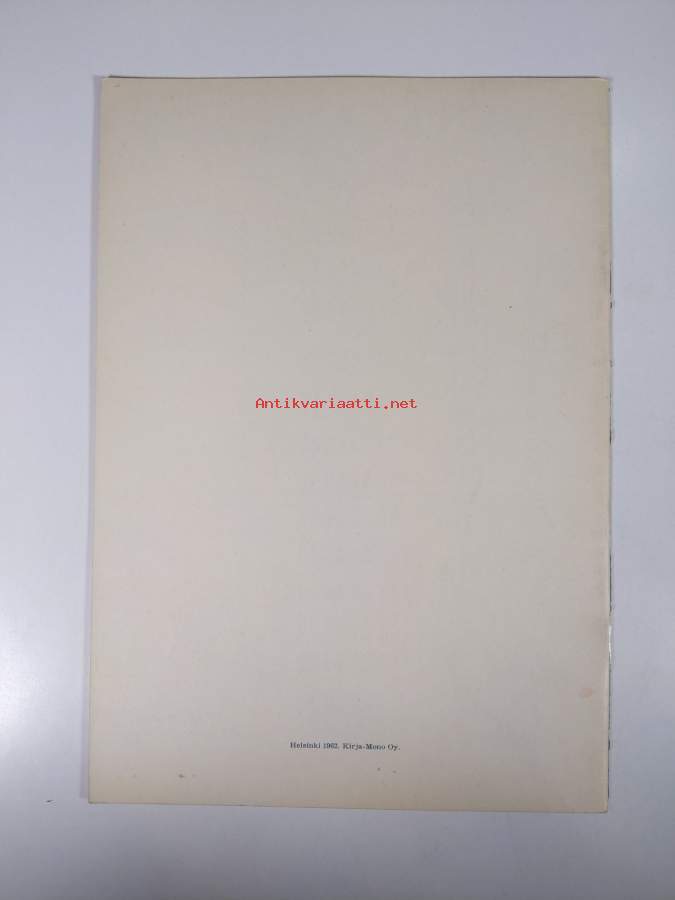 Antikvariaatti.net
Helsinki 1962. Kirja-Mono Oy.